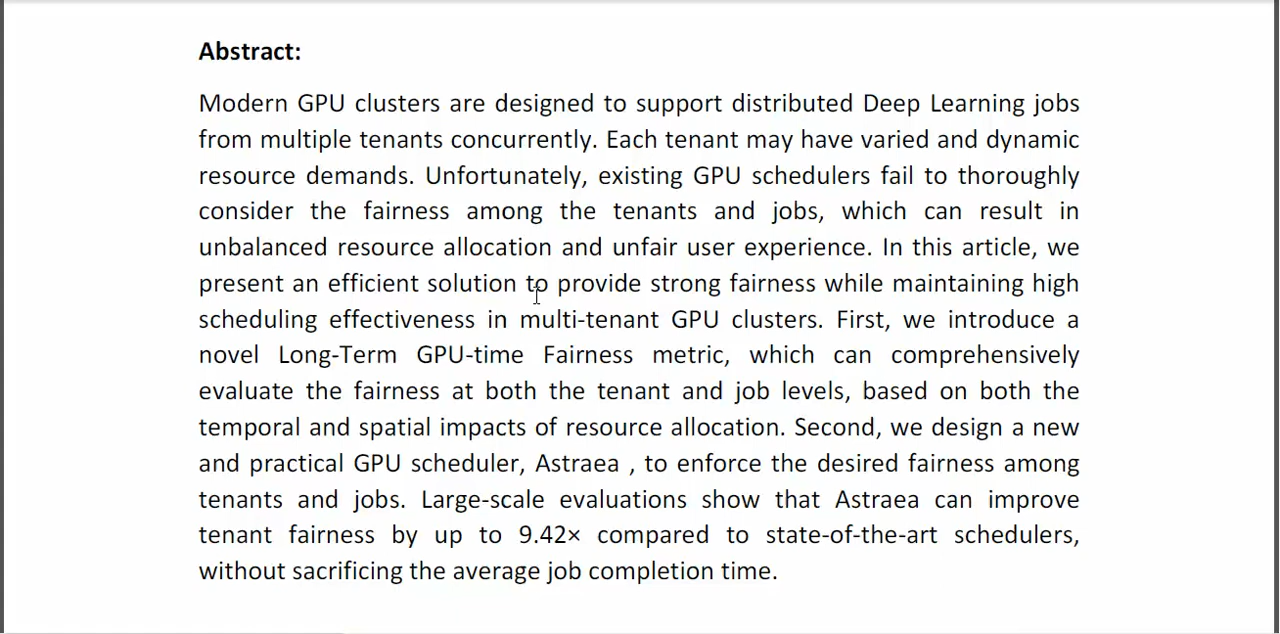 Abstract:
Modern GPU clusters are designed to support distributed Deep Learning jobs
from multiple tenants concurrently. Each tenant may have varied and dynamic
resource demands. Unfortunately, existing GPU schedulers fail to thoroughly
consider the fairness among the tenants and jobs, which can result in
unbalanced resource allocation and unfair user experience. In this article, we
present an efficient solution to provide strong fairness while maintaining high
scheduling effectiveness in multi-tenant GPU clusters. First, we introduce a
novel Long-Term GPU-time Fairness metric, which can comprehensively
evaluate the fairness at both the tenant and job levels, based on both the
temporal and spatial impacts of resource allocation. Second, we design a new
and practical GPU scheduler, Astraea , to enforce the desired fairness among
tenants and jobs. Large-scale evaluations show that Astraea can improve
tenant fairness by up to 9.42× compared to state-of-the-art schedulers,
without sacrificing the average job completion time.